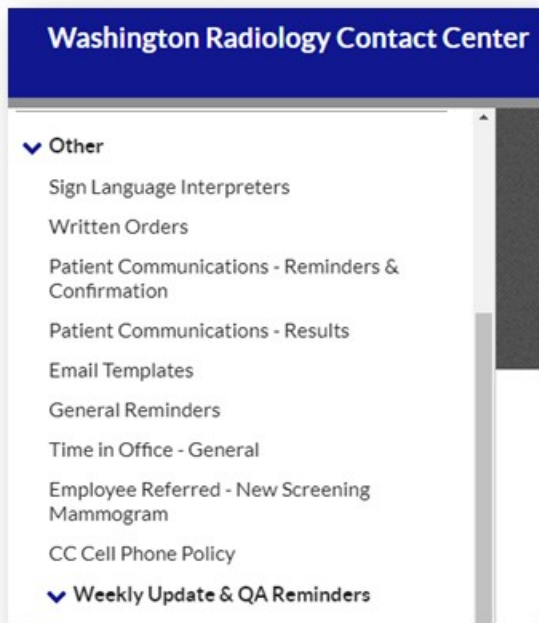 Washington Radiology Contact Center
Other
Sign Language Interpreters
Written Orders
Patient Communications - Reminders &
Confirmation
Patient Communications - Results
Email Templates
General Reminders
Time in Office - General
Employee Referred - New Screening
Mammogram
CC Cell Phone Policy
Weekly Update & QA Reminders